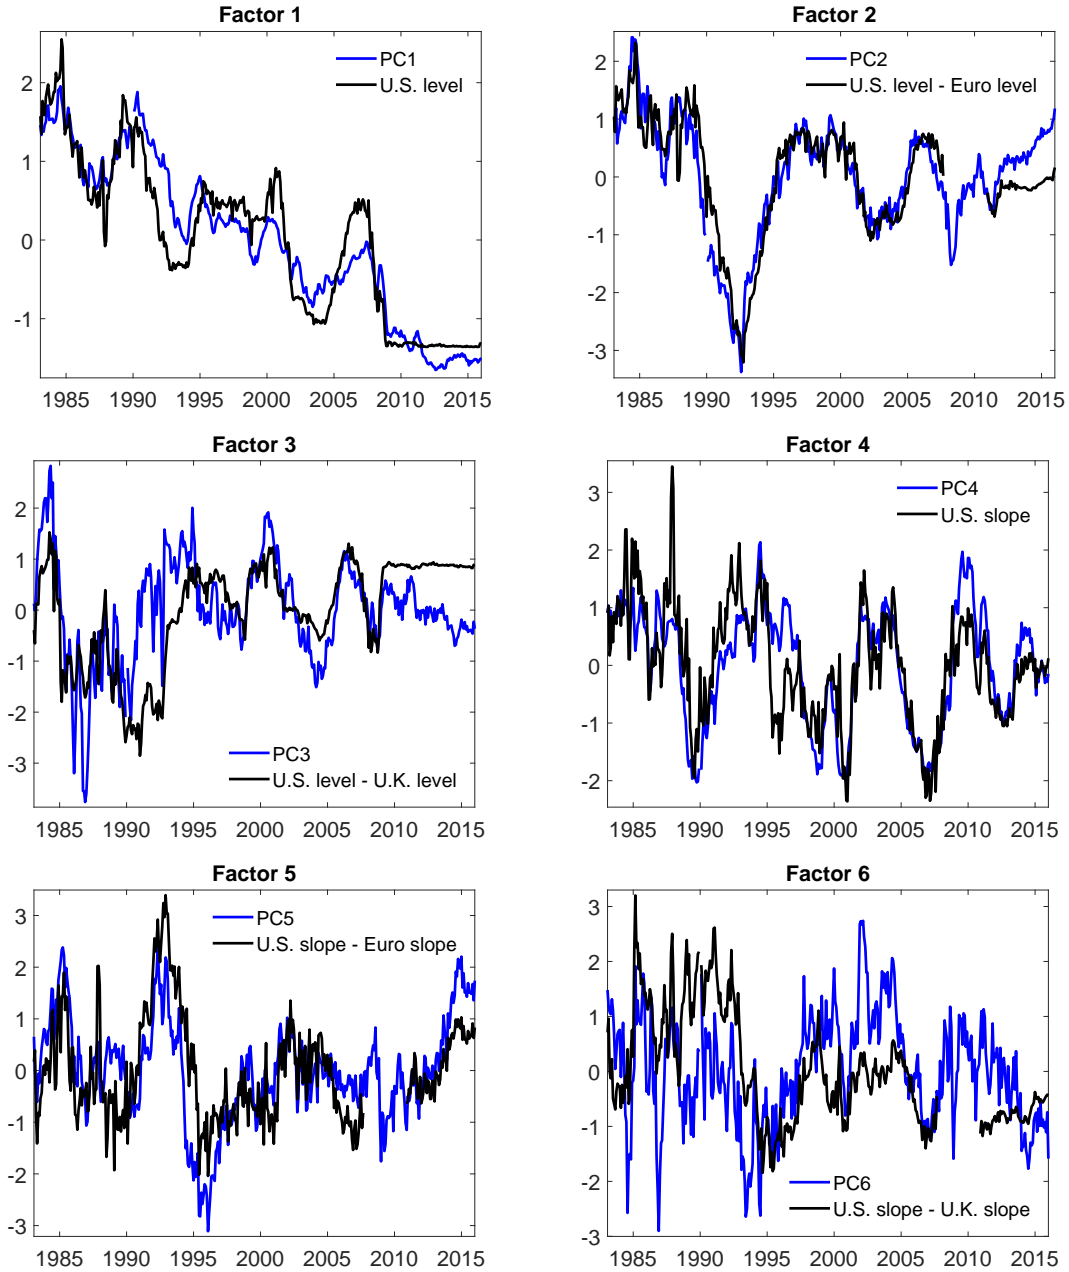 Factor 1
PC1
U.S. level
2
1
0
-1
1985 1990 1995 2000 2005 2010 2015
Factor 2
PC2
U.S. level - Euro level
2
1
0
-1
-2
-3
1985 1990 1995 2000 2005 2010 2015
Factor 3
2
1
0
-1
-2
-3
PC3
U.S. level - U.K. level
1985 1990 1995 2000 2005 2010 2015
Factor 4
PC4
U.S. slope
3
2
1
0
-1
-2
1985 1990 1995 2000 2005 2010 2015
Factor 5
PC5
U.S. slope - Euro slope
3
2
1
0
-1
-2
-3
1985 1990 1995 2000 2005 2010 2015
Factor 6
3
2
1
0
-1
-2
-3
PC6
U.S. slope - U.K. slope
1985 1990 1995 2000 2005 2010 2015